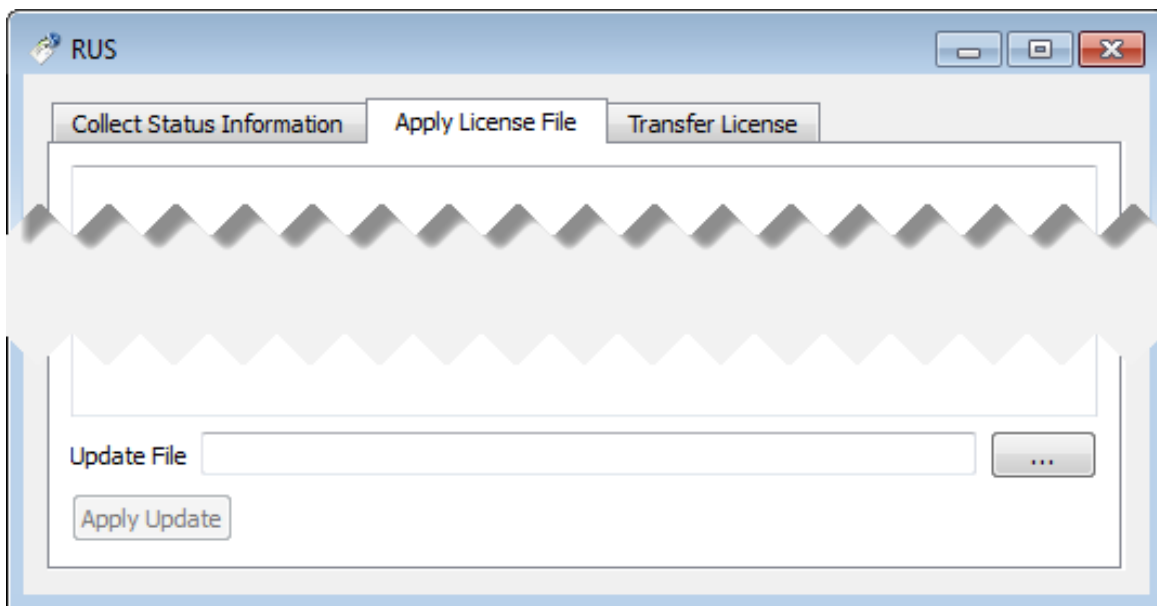 RUS
Collect Status Information Apply License File Transfer License
Update File ...
Apply Update